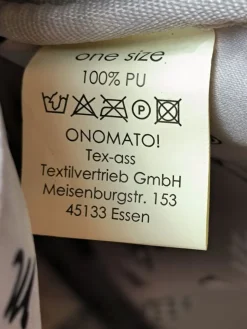 one size
100% PU
ONOMATO!
Tex-ass
Textilvertrieb GmbH
Meisenburgstr. 153
45133 Essen